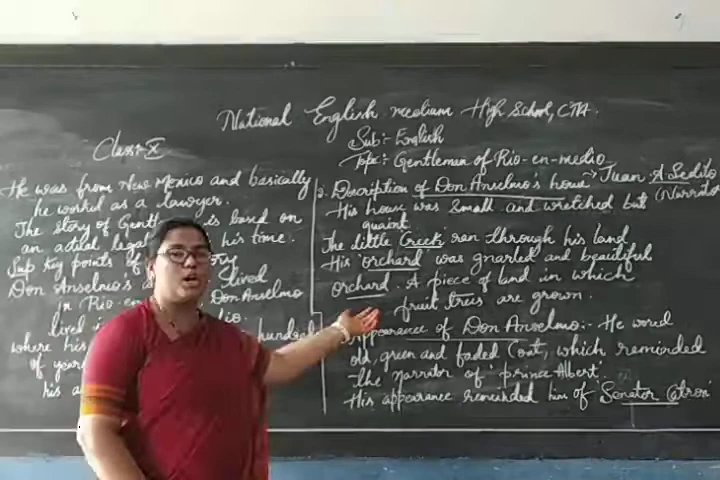 National English medium High School, CTA.
Sub:- English
Topic:- Gentleman of Rio-en-medio
Class:- X
He was from New Mexico and basically
he worked as a lawyer.
The story of Gentl is based on
an actual legal his time.
Sub key points of ory
Don Anselmo's lived
in Rio-en Don Anselmo
lived i io.
where his hundred
of year
his a
2. Description of Don Anselmo's house → Juan A Sedito
(Narrator
His house was small and wretched but
quaint.
The little Creek ran through his land
His 'orchard' was gnarled and beautiful
orchard. A piece of land in which
fruit trees are grown.
Appearance of Don Anselmo:- He wored
old, green and faded Coat, which reminded
the narrator of 'prince Albert'.
His appearance reminded him of 'Senator Catron'